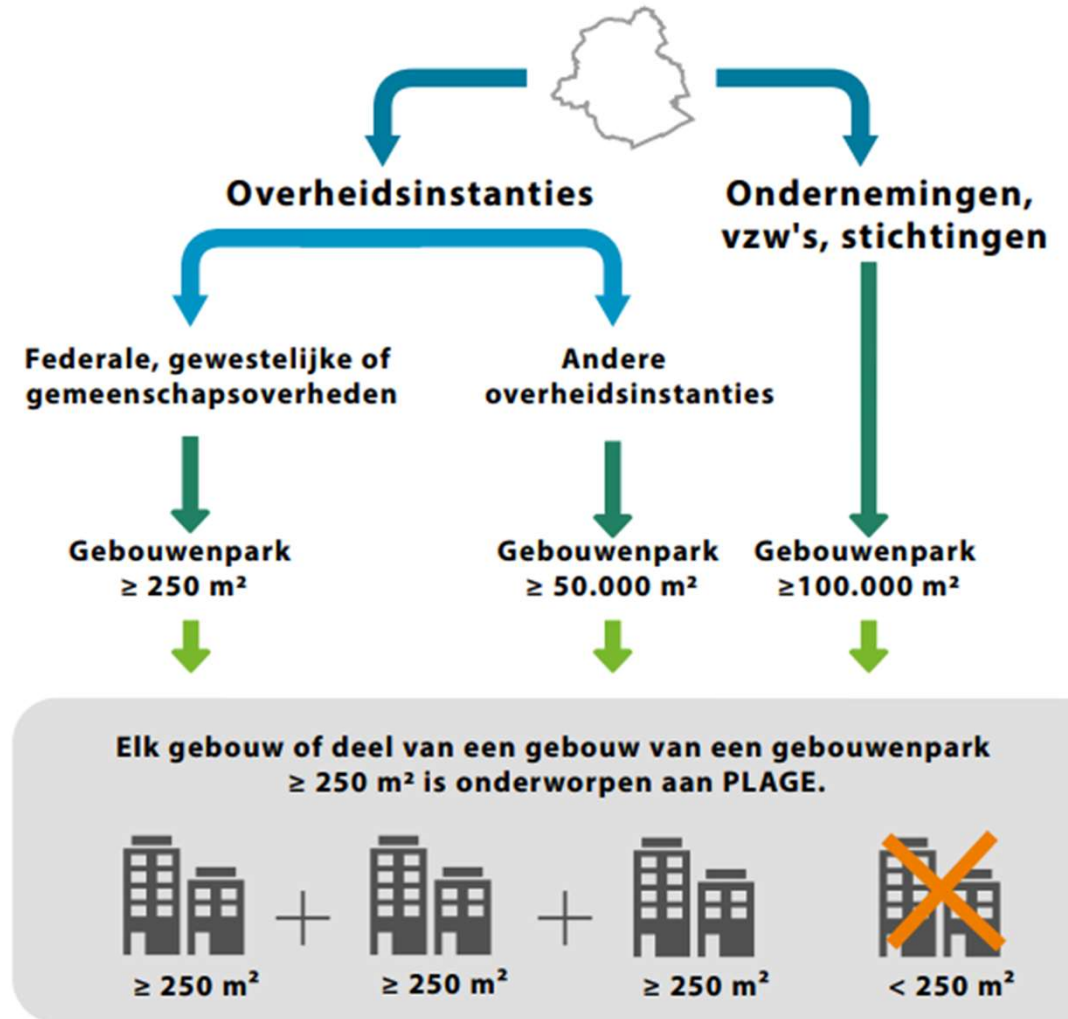 Overheidsinstanties
Ondernemingen,
vzw's, stichtingen
Federale, gewestelijke of
gemeenschapsoverheden
Andere
overheidsinstanties
Gebouwenpark
≥ 250 m²
Gebouwenpark
≥ 50.000 m²
Gebouwenpark
≥100.000 m²
Elk gebouw of deel van een gebouw van een gebouwenpark
≥ 250 m² is onderworpen aan PLAGE.
≥ 250 m²
≥ 250 m²
≥ 250 m²
< 250 m²